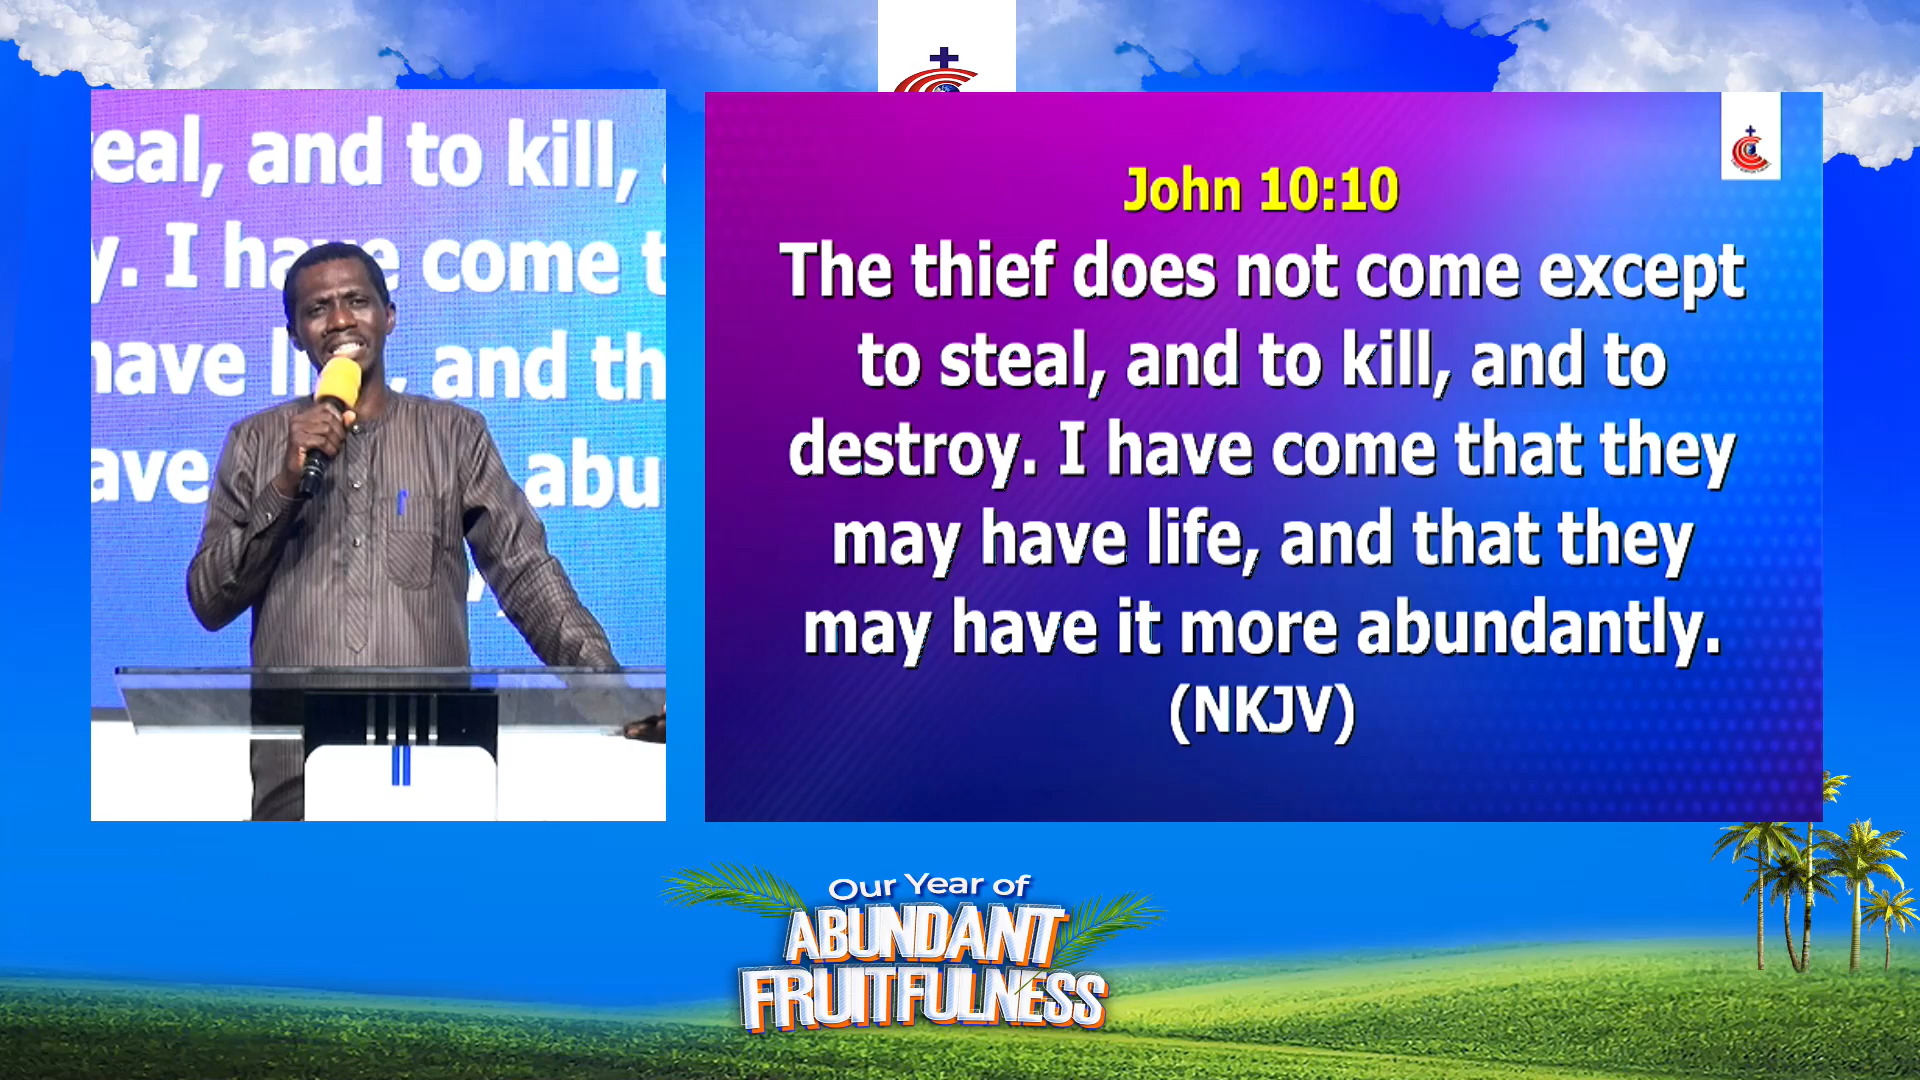 eal, and to kill,
y. I have come t
have li , and th
ave abu
y,
John 10:10
The thief does not come except
to steal, and to kill, and to
destroy. I have come that they
may have life, and that they
may have it more abundantly.
(NKJV)
Our Year of
ABUNDANT
FRUITFULNESS